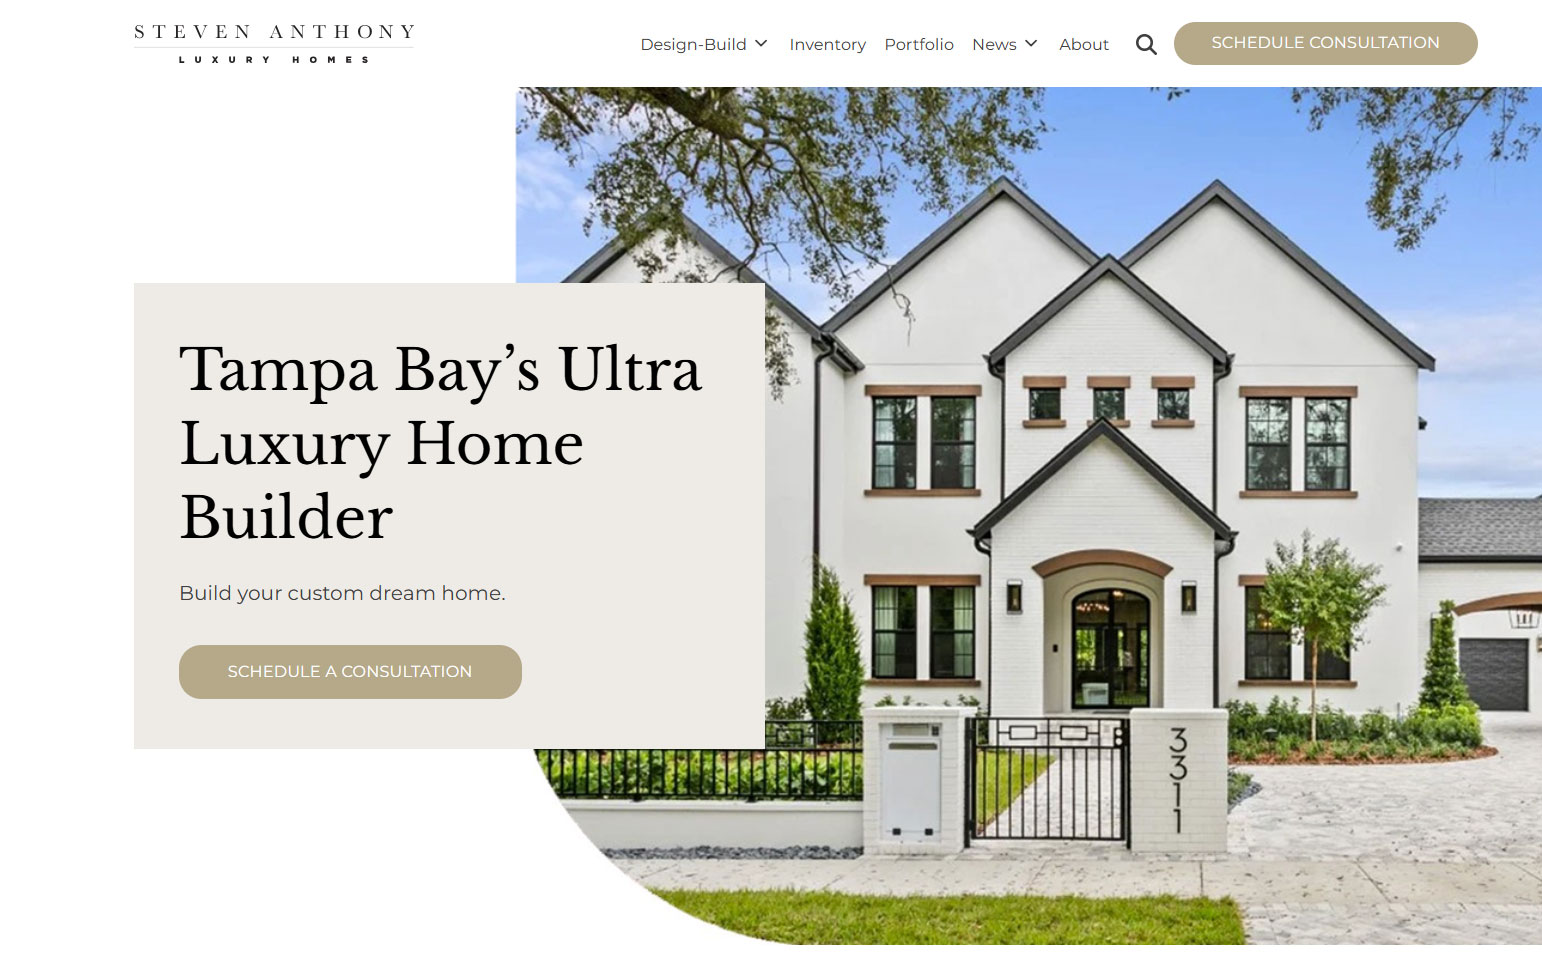 STEVEN ANTHONY
LUXURY HOMES
Design-Build
Inventory
Portfolio
News
About
SCHEDULE CONSULTATION
Tampa Bay’s Ultra
Luxury Home
Builder
Build your custom dream home.
SCHEDULE A CONSULTATION
3311